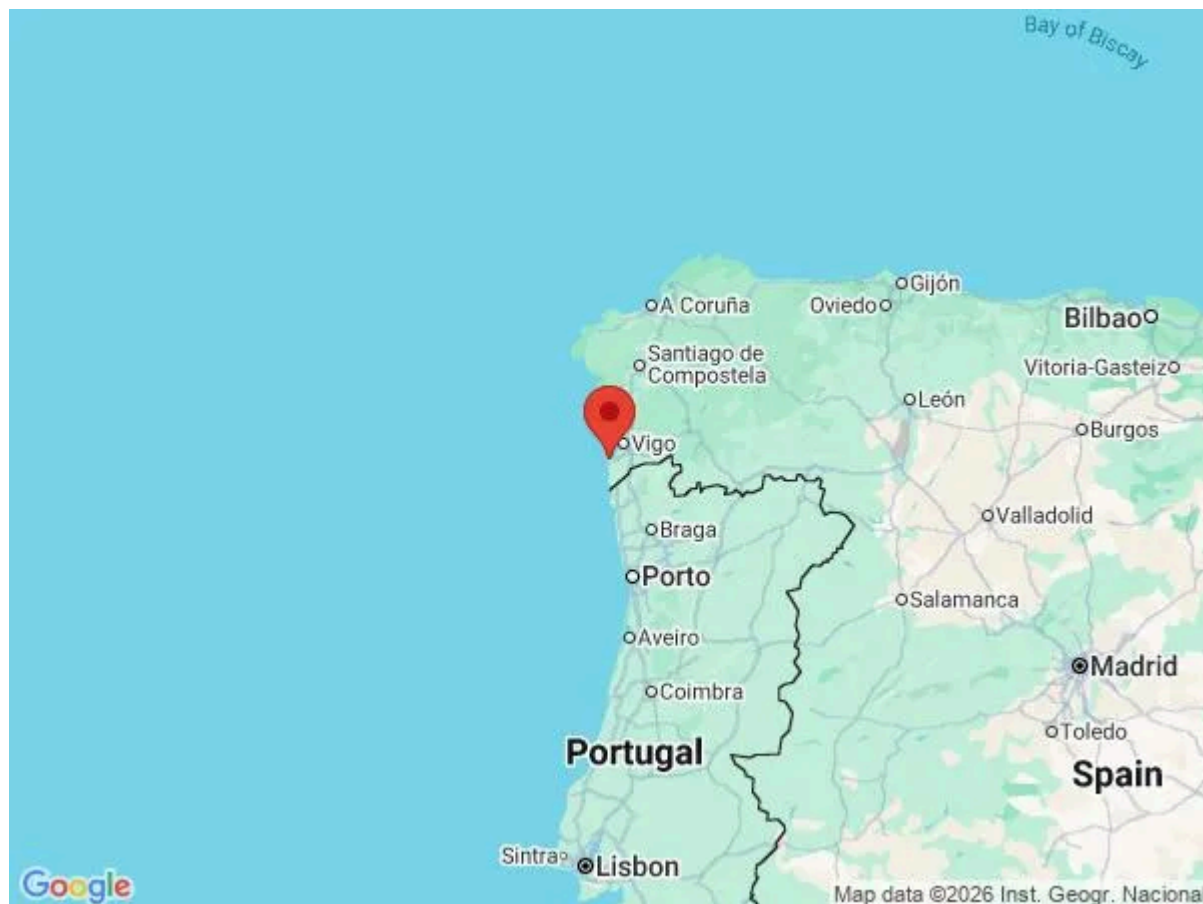 Bay of Biscay
Gijón
A Coruña
Oviedo
Bilbao
Santiago de
Compostela
Vitoria-Gasteiz
León
Burgos
Vigo
Valladolid
Braga
Porto
Salamanca
Aveiro
Madrid
Coimbra
Toledo
Portugal
Spain
Sintra
Lisbon
Google
Map data ©2026 Inst. Geogr. Nacional